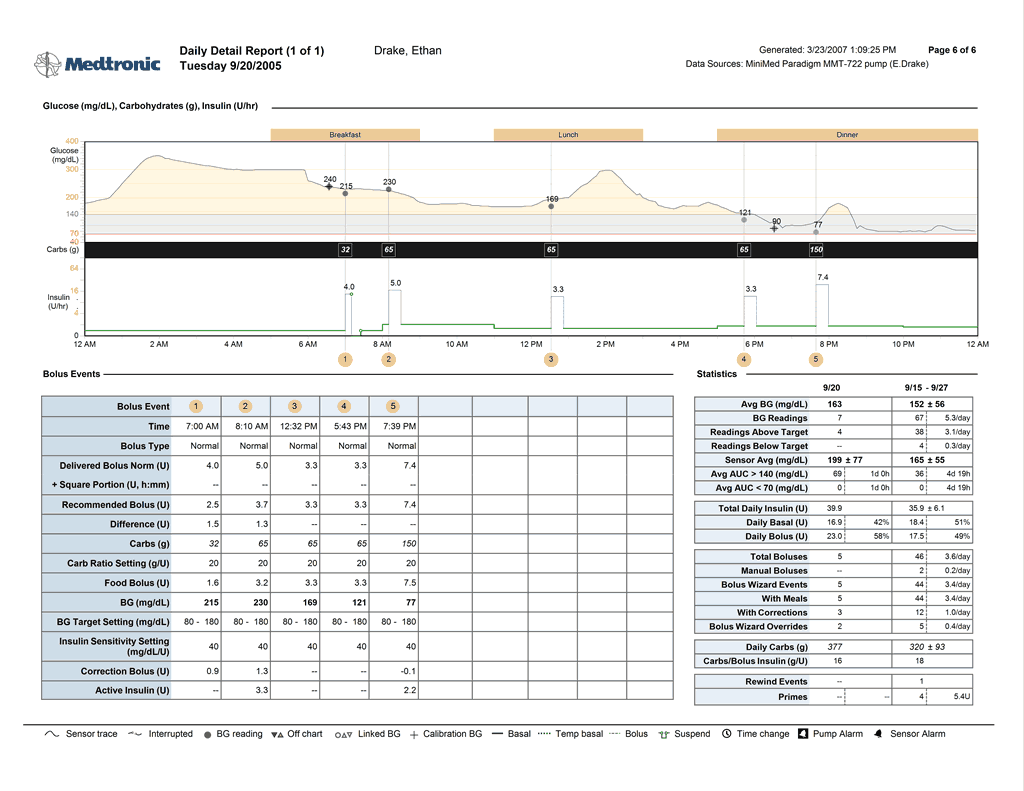 Medtronic
Daily Detail Report (1 of 1)
Tuesday 9/20/2005
Drake, Ethan
Generated: 3/23/2007 1:09:25 PM Page 6 of 6
Data Sources: MiniMed Paradigm MMT-722 pump (E.Drake)
Glucose (mg/dL), Carbohydrates (g), Insulin (U/hr)
Breakfast Lunch Dinner
400
Glucose
(mg/dL)
300
200
140
70
40
240 215 230 169 121 90 77
Carbs (g) 32 65 65 65 150
64
16
4
0
Insulin
(U/hr)
4.0 5.0 3.3 3.3 7.4
12 AM 2 AM 4 AM 6 AM 8 AM 10 AM 12 PM 2 PM 4 PM 6 PM 8 PM 10 PM 12 AM
1 2 3 4 5
Bolus Events
Bolus Event 1 2 3 4 5
Time 7:00 AM 8:10 AM 12:32 PM 5:43 PM 7:39 PM
Bolus Type Normal Normal Normal Normal Normal
Delivered Bolus Norm (U) 4.0 5.0 3.3 3.3 7.4
+ Square Portion (U, h:mm) -- -- -- -- --
Recommended Bolus (U) 2.5 3.7 3.3 3.3 7.4
Difference (U) 1.5 1.3 -- -- --
Carbs (g) 32 65 65 65 150
Carb Ratio Setting (g/U) 20 20 20 20 20
Food Bolus (U) 1.6 3.2 3.3 3.3 7.5
BG (mg/dL) 215 230 169 121 77
BG Target Setting (mg/dL) 80 - 180 80 - 180 80 - 180 80 - 180 80 - 180
Insulin Sensitivity Setting
(mg/dL/U) 40 40 40 40 40
Correction Bolus (U) 0.9 1.3 -- -- -0.1
Active Insulin (U) -- 3.3 -- -- 2.2
Statistics
9/20 9/15 - 9/27
Avg BG (mg/dL) 163 152 ± 56
BG Readings 7 67 5.3/day
Readings Above Target 4 38 3.1/day
Readings Below Target -- 4 0.3/day
Sensor Avg (mg/dL) 199 ± 77 165 ± 55
Avg AUC > 140 (mg/dL) 69 1d 0h 36 4d 19h
Avg AUC < 70 (mg/dL) 0 1d 0h 0 4d 19h
Total Daily Insulin (U) 39.9 35.9 ± 6.1
Daily Basal (U) 16.9 42% 18.4 51%
Daily Bolus (U) 23.0 58% 17.5 49%
Total Boluses 5 46 3.6/day
Manual Boluses -- 2 0.2/day
Bolus Wizard Events 5 44 3.4/day
With Meals 5 44 3.4/day
With Corrections 3 12 1.0/day
Bolus Wizard Overrides 2 5 0.4/day
Daily Carbs (g) 377 320 ± 93
Carbs/Bolus Insulin (g/U) 16 18
Rewind Events -- 1
Primes -- -- 4 5.4U
Sensor trace Interrupted BG reading Off chart Linked BG Calibration BG Basal Temp basal Bolus Suspend Time change Pump Alarm Sensor Alarm